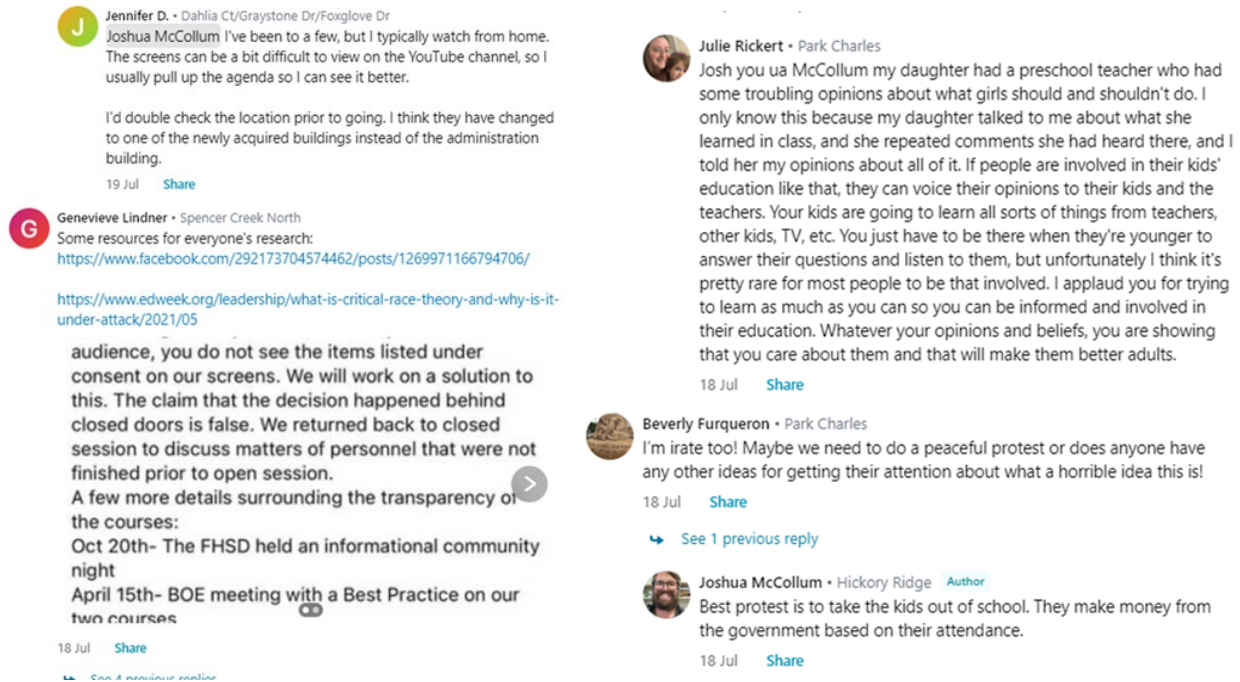 J
Jennifer D. • Dahlia Ct/Graystone Dr/Foxglove Dr
Joshua McCollum I've been to a few, but I typically watch from home.
The screens can be a bit difficult to view on the YouTube channel, so I
usually pull up the agenda so I can see it better.
I'd double check the location prior to going. I think they have changed
to one of the newly acquired buildings instead of the administration
building.
19 Jul Share
G
Genevieve Lindner • Spencer Creek North
Some resources for everyone's research:
https://www.facebook.com/292173704574462/posts/1269971166794706/
https://www.edweek.org/leadership/what-is-critical-race-theory-and-why-is-it-
under-attack/2021/05
audience, you do not see the items listed under
consent on our screens. We will work on a solution to
this. The claim that the decision happened behind
closed doors is false. We returned back to closed
session to discuss matters of personnel that were not
finished prior to open session.
A few more details surrounding the transparency of
the courses:
Oct 20th- The FHSD held an informational community
night
April 15th- BOE meeting with a Best Practice on our
two courses
18 Jul Share
See 4 previous replies
Julie Rickert • Park Charles
Josh you ua McCollum my daughter had a preschool teacher who had
some troubling opinions about what girls should and shouldn't do. I
only know this because my daughter talked to me about what she
learned in class, and she repeated comments she had heard there, and I
told her my opinions about all of it. If people are involved in their kids'
education like that, they can voice their opinions to their kids and the
teachers. Your kids are going to learn all sorts of things from teachers,
other kids, TV, etc. You just have to be there when they're younger to
answer their questions and listen to them, but unfortunately I think it's
pretty rare for most people to be that involved. I applaud you for trying
to learn as much as you can so you can be informed and involved in
their education. Whatever your opinions and beliefs, you are showing
that you care about them and that will make them better adults.
18 Jul Share
Beverly Furqueron • Park Charles
I'm irate too! Maybe we need to do a peaceful protest or does anyone have
any other ideas for getting their attention about what a horrible idea this is!
18 Jul Share
See 1 previous reply
Joshua McCollum • Hickory Ridge Author
Best protest is to take the kids out of school. They make money from
the government based on their attendance.
18 Jul Share